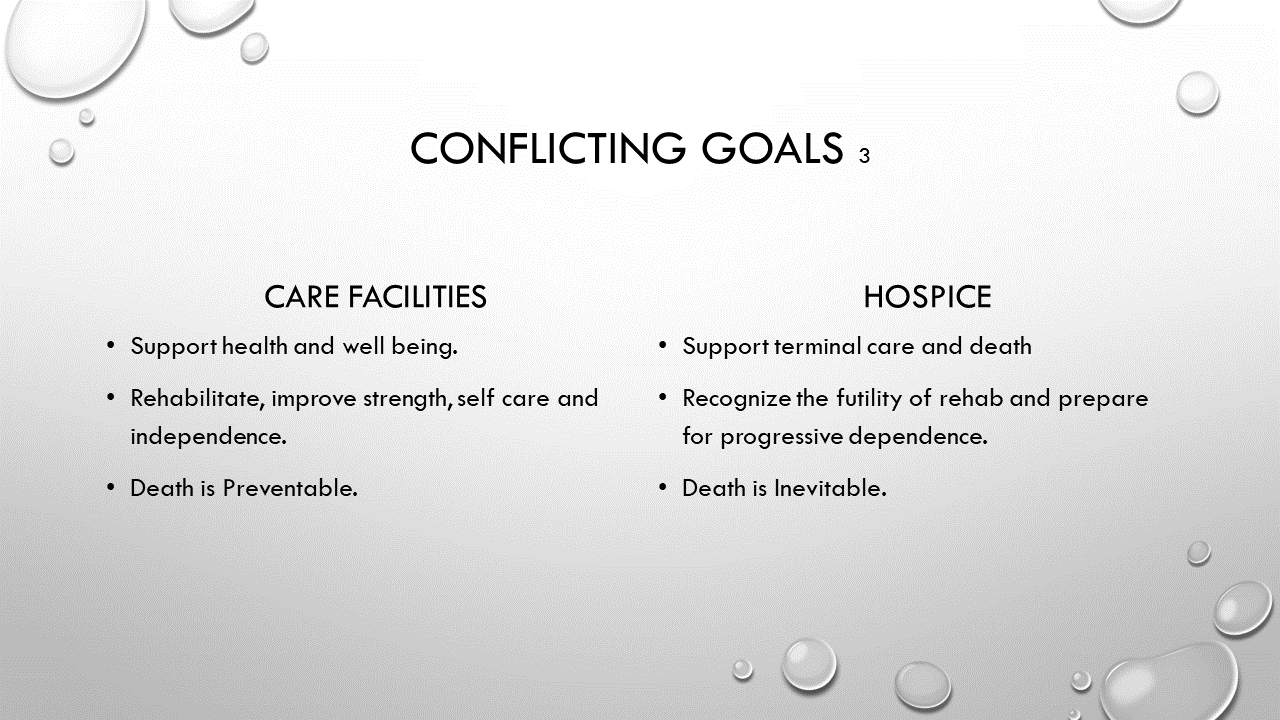 CONFLICTING GOALS 3
CARE FACILITIES
• Support health and well being.
• Rehabilitate, improve strength, self care and
independence.
• Death is Preventable.
HOSPICE
• Support terminal care and death
• Recognize the futility of rehab and prepare
for progressive dependence.
• Death is Inevitable.